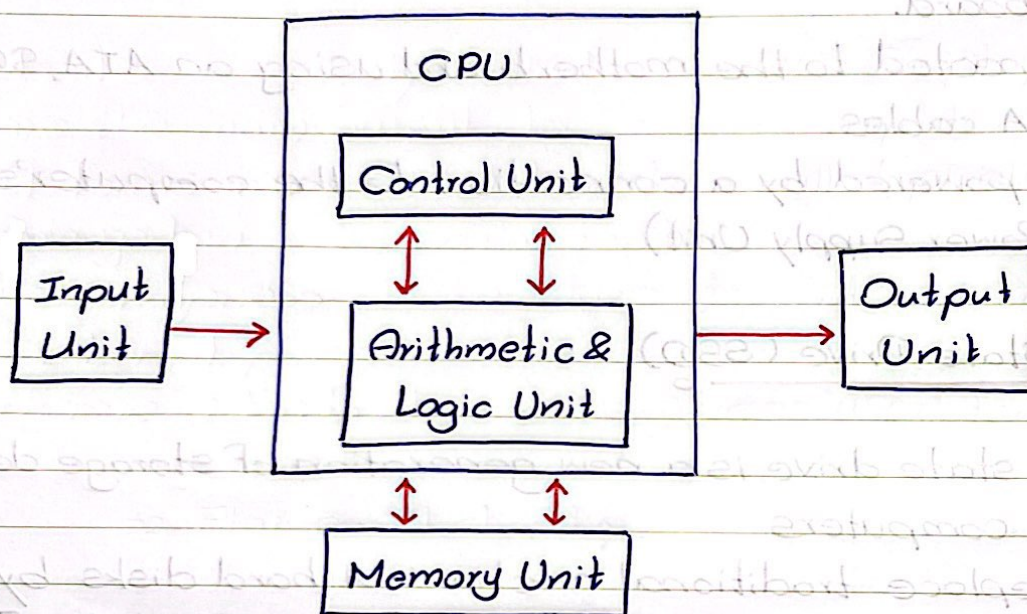 CPU
Control Unit
Input
Unit
Arithmetic &
Logic Unit
Output
Unit
Memory Unit